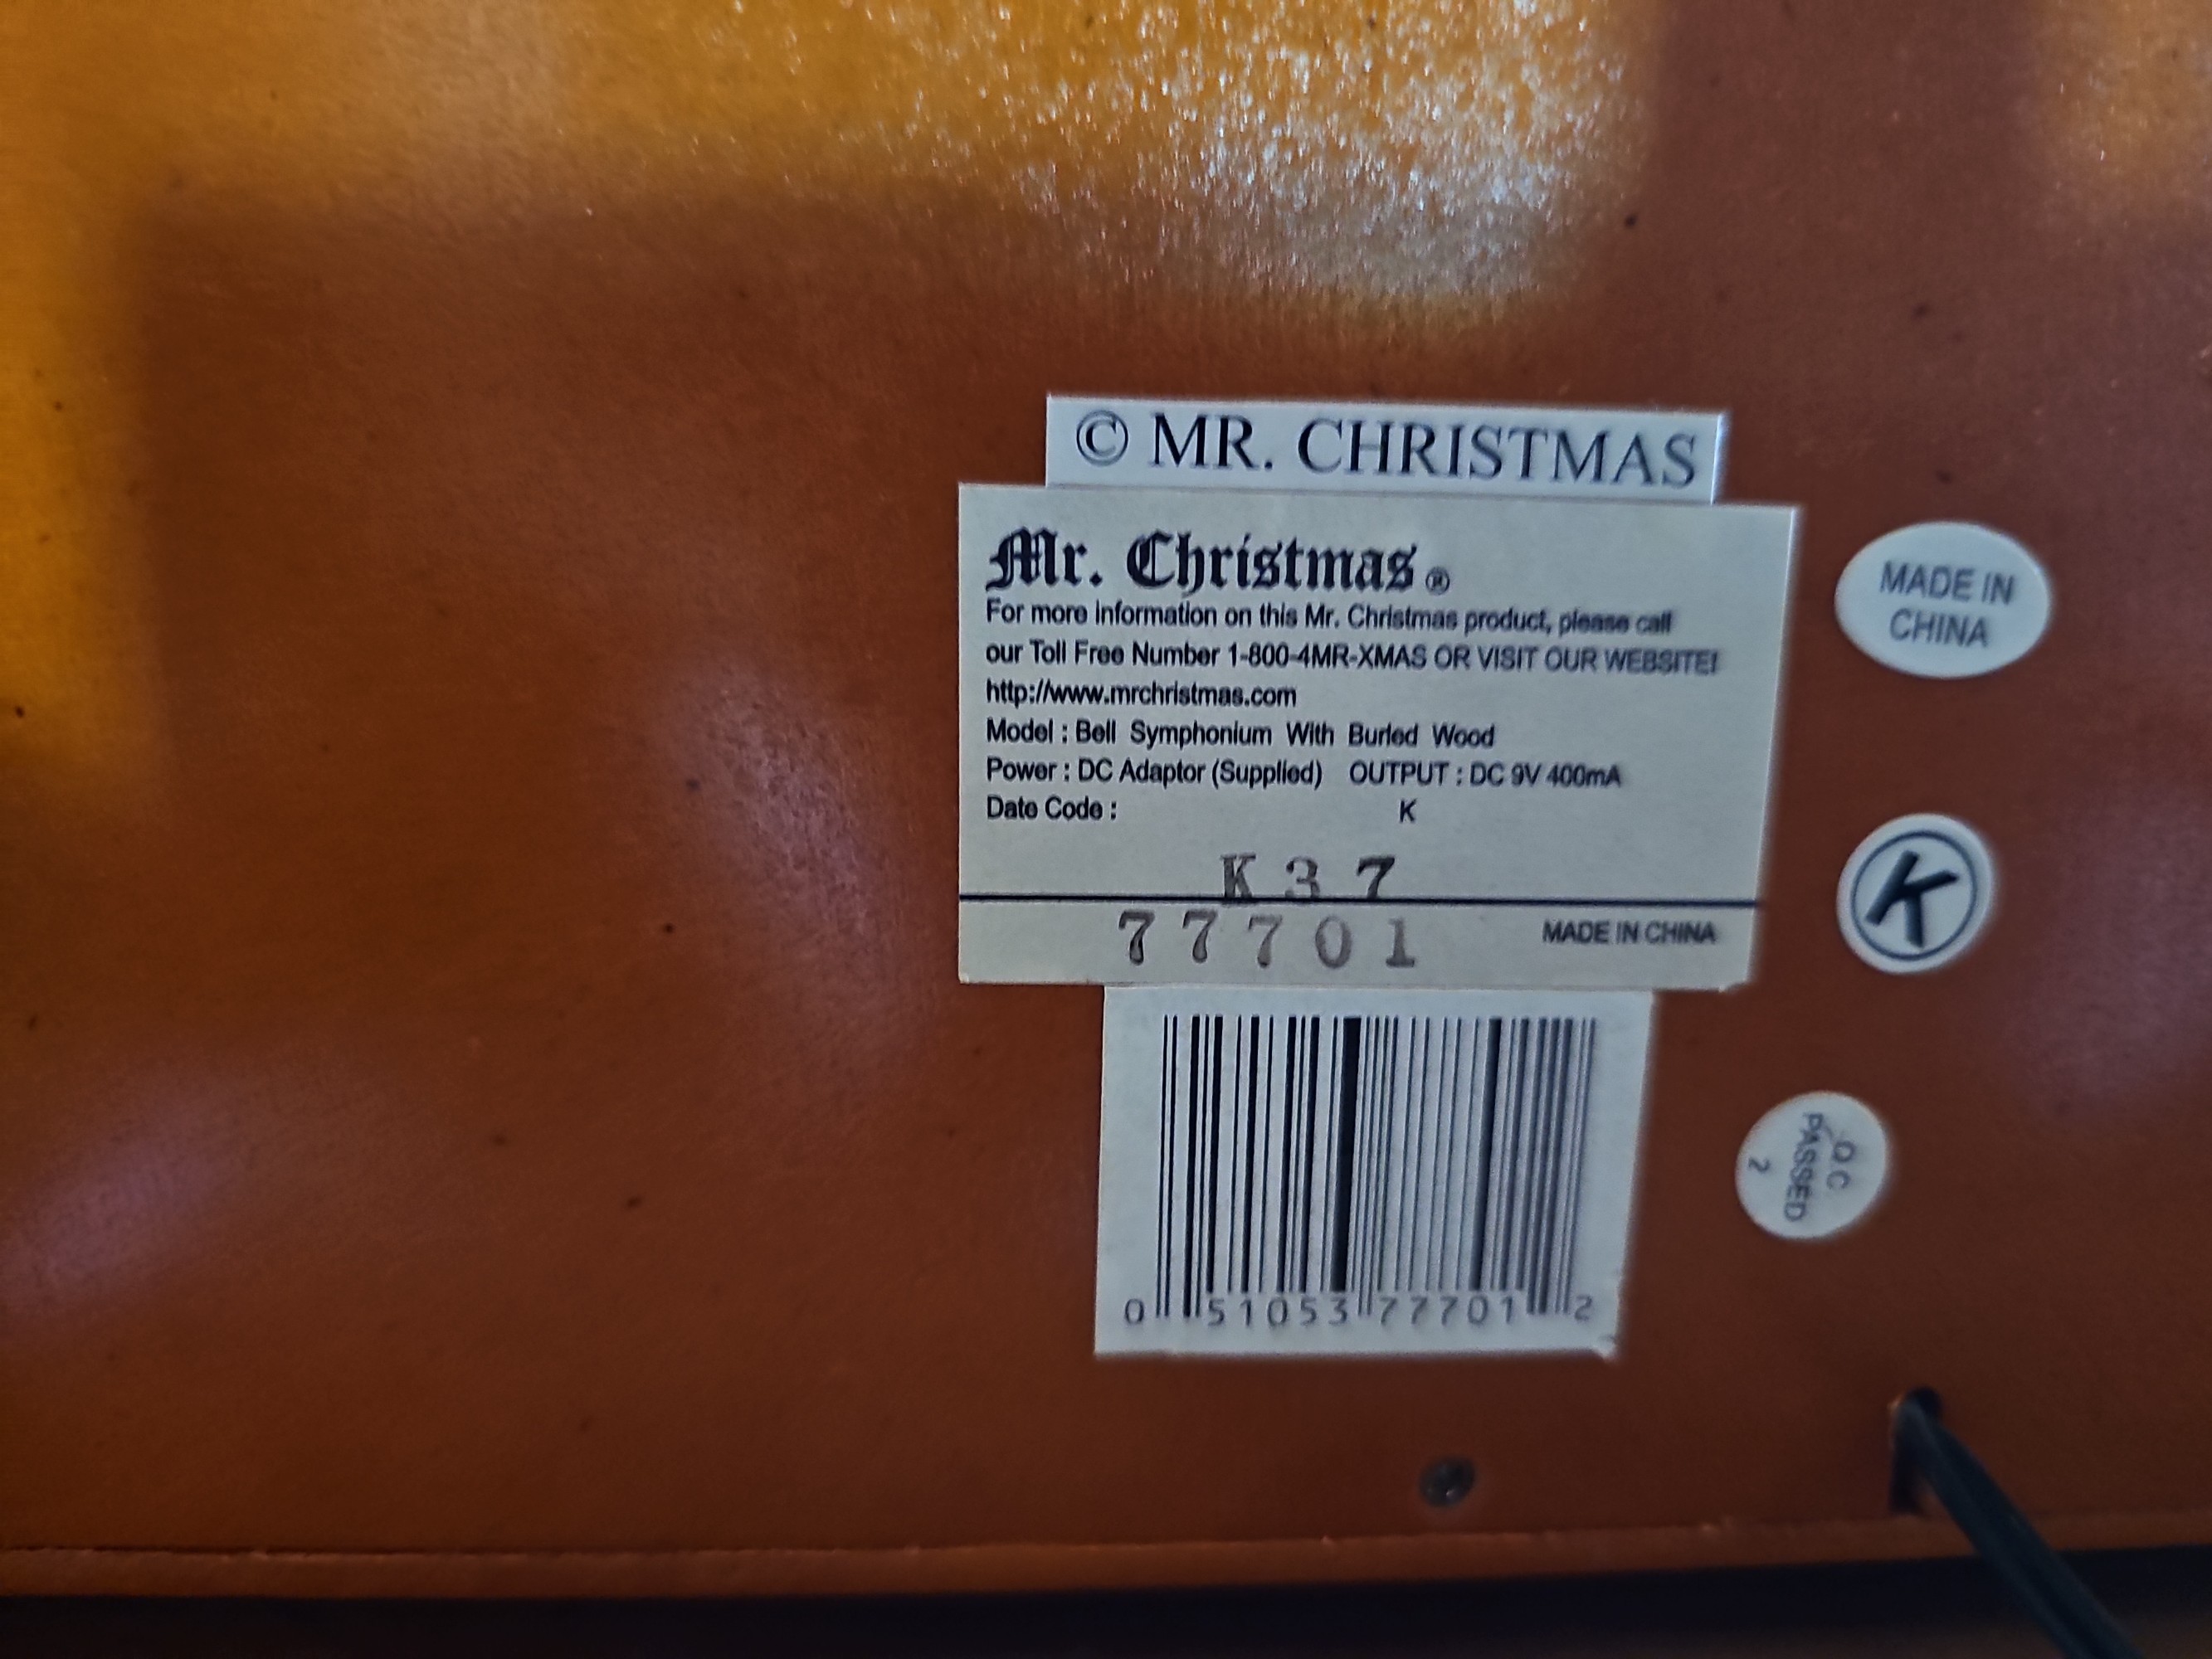 © MR. CHRISTMAS
Mr. Christmas®
For more information on this Mr. Christmas product, please call
our Toll Free Number 1-800-4MR-XMAS OR VISIT OUR WEBSITE!
http://www.mrchristmas.com
Model : Bell Symphonium With Burled Wood
Power : DC Adaptor (Supplied) OUTPUT : DC 9V 400mA
Date Code : K
K37
77701 MADE IN CHINA
0 51053 77701 2
MADE IN
CHINA
K
QC
PASSED
2